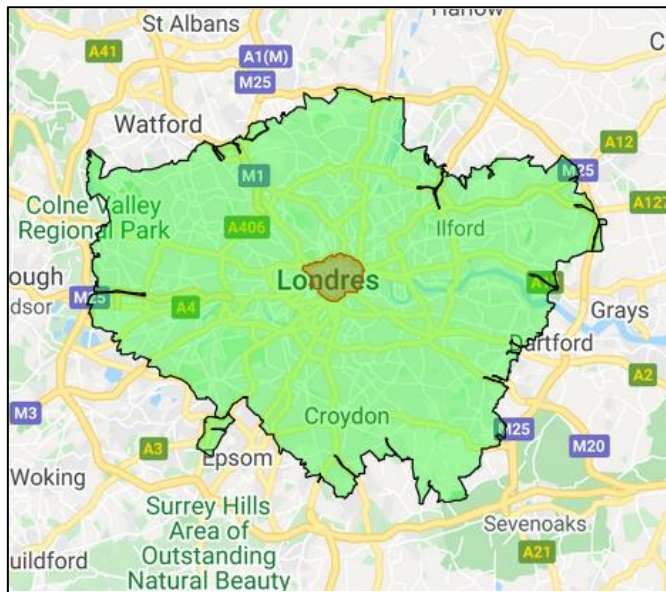 Harlow
St Albans
A41
A1(M)
C
M25
Watford
A12
M25
M1
Colne Valley
Regional Park
A127
A406
Ilford
ough
Londres
M25
dsor
A4
Grays
Dartford
A2
M3
Croydon
M25
A3
M20
Epsom
Woking
Surrey Hills
Area of
Outstanding
Natural Beauty
Sevenoaks
uildford
A21